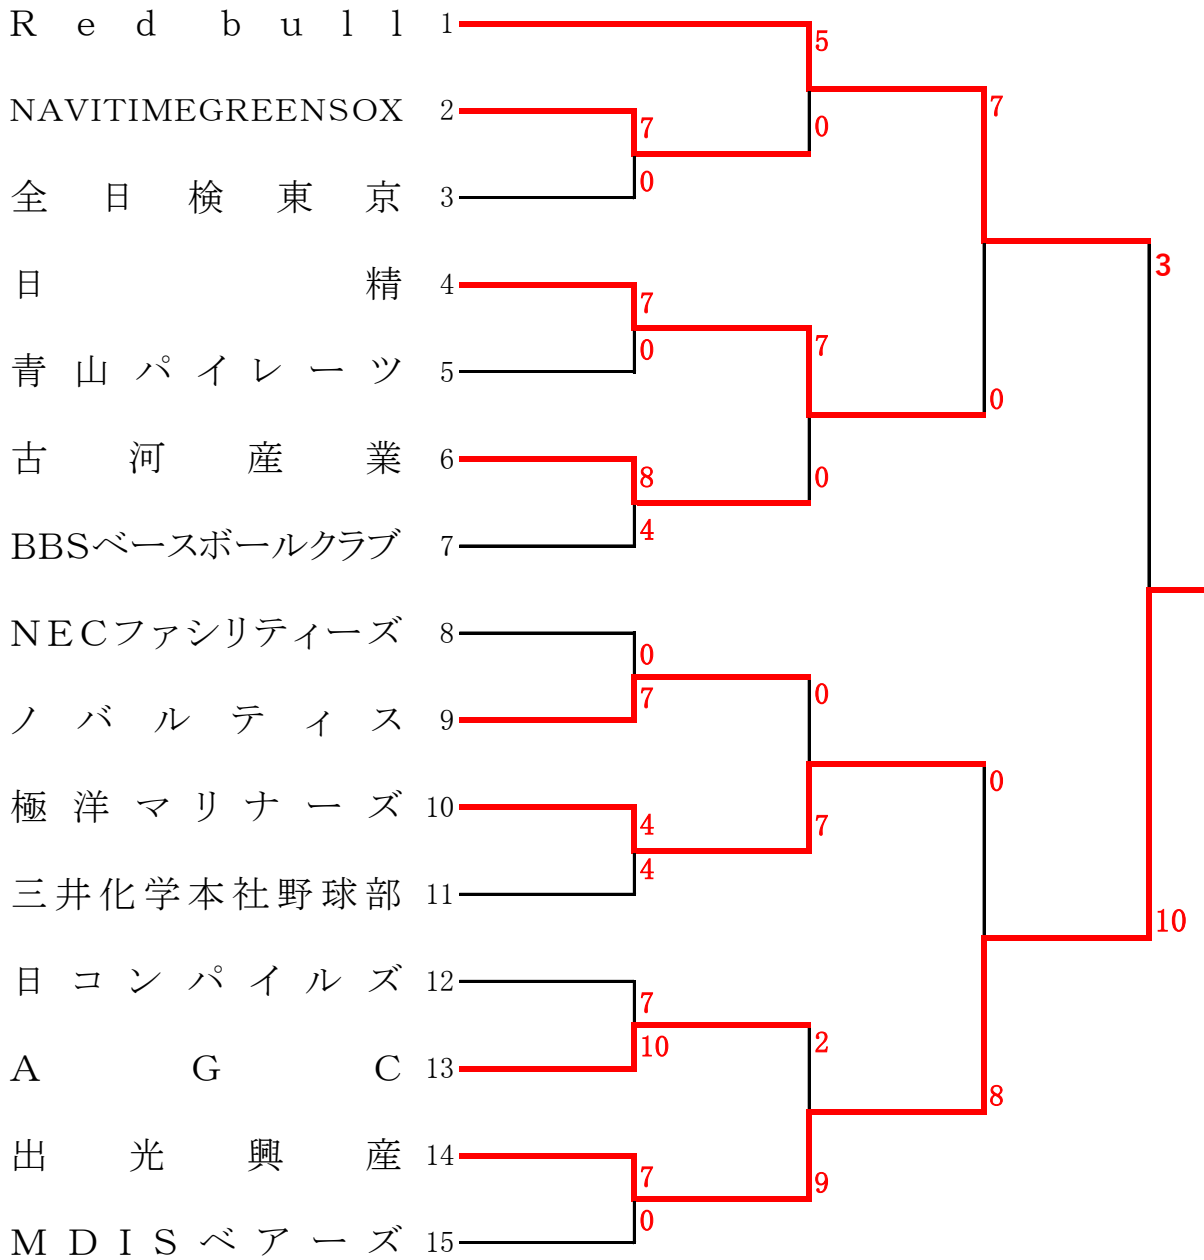 Red bull 1
5
7
NAVITIMEGREENSOX 2
7
0
0
全日検東京 3
3
日精 4
7
7
0
青山パイレーツ 5
0
古河産業 6
8
0
4
BBSベースボールクラブ 7
NECファシリティーズ 8
0
7
0
ノバルティス 9
0
極洋マリナーズ 10
4
7
4
三井化学本社野球部 11
10
日コンパイルズ 12
7
10
2
AGC 13
8
出光興産 14
7
9
0
MDISベアーズ 15